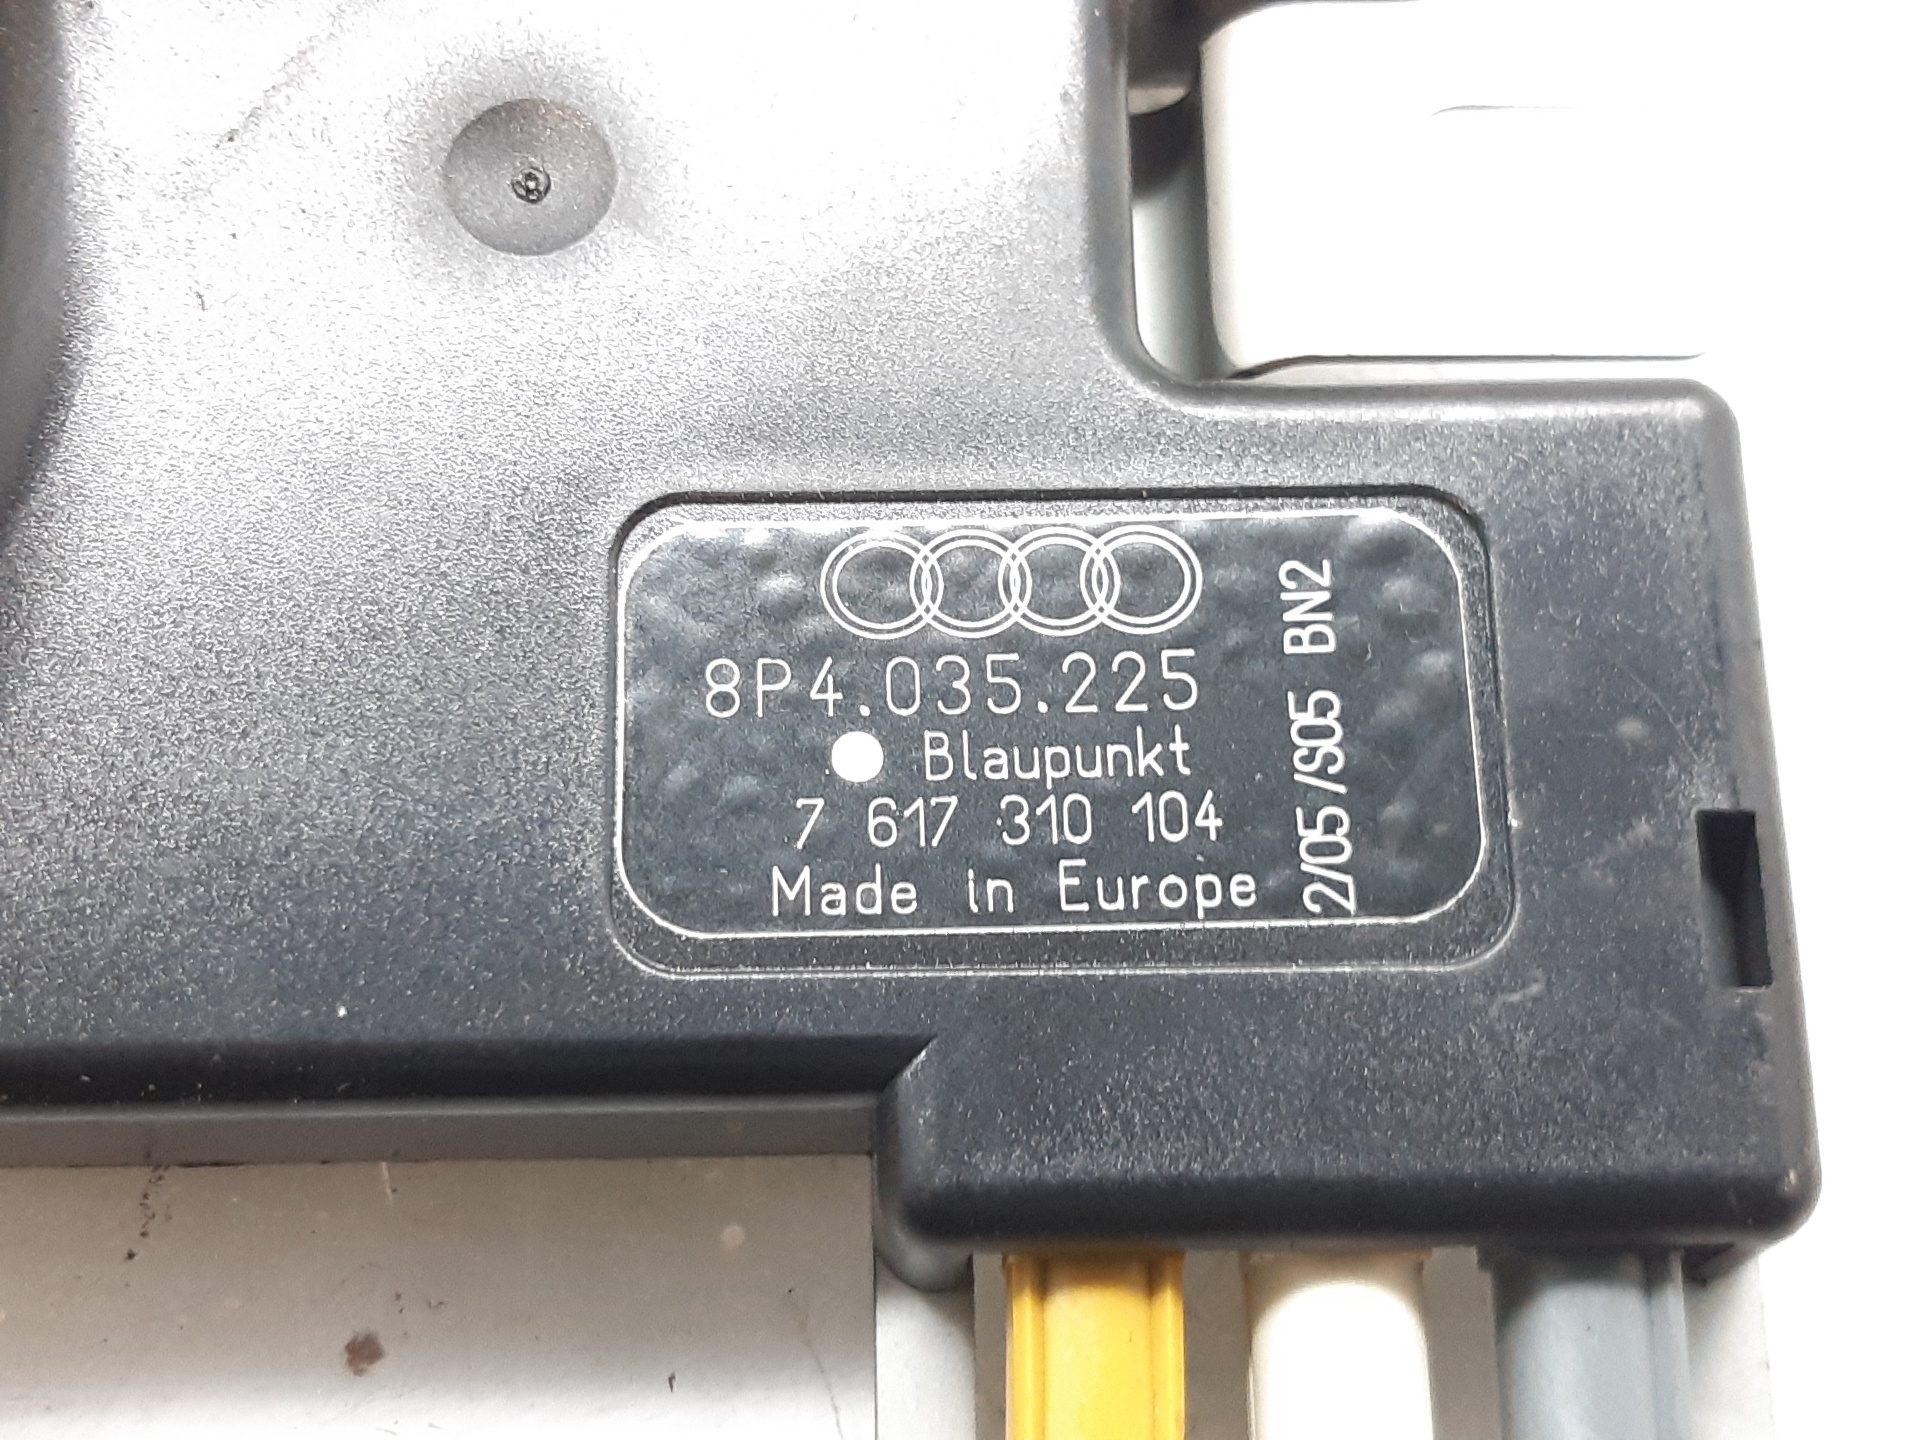 8P4.035.225
Blaupunkt
7 617 310 104
Made in Europe
2/05/S05 BN2